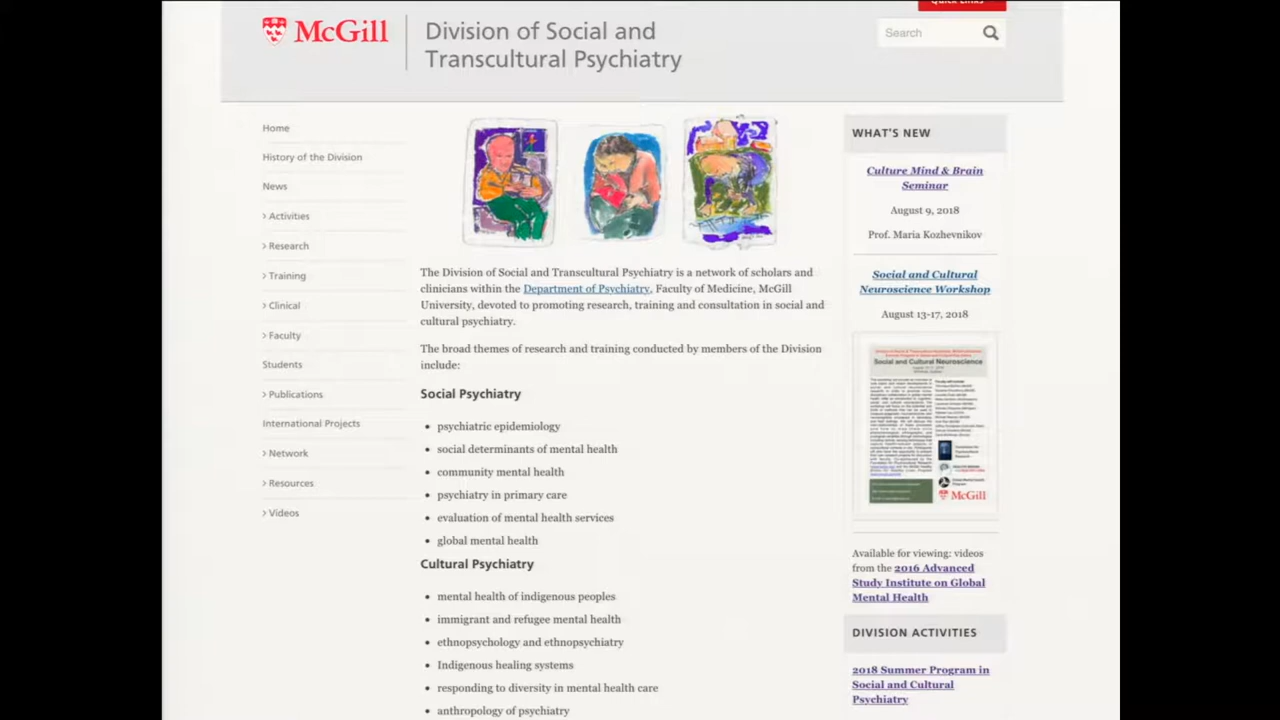 Quick Links
McGill
Division of Social and
Transcultural Psychiatry
Search
Home
History of the Division
News
> Activities
> Research
> Training
> Clinical
> Faculty
Students
> Publications
International Projects
> Network
> Resources
> Videos
The Division of Social and Transcultural Psychiatry is a network of scholars and
clinicians within the Department of Psychiatry, Faculty of Medicine, McGill
University, devoted to promoting research, training and consultation in social and
cultural psychiatry.
The broad themes of research and training conducted by members of the Division
include:
Social Psychiatry
• psychiatric epidemiology
• social determinants of mental health
• community mental health
• psychiatry in primary care
• evaluation of mental health services
• global mental health
Cultural Psychiatry
• mental health of indigenous peoples
• immigrant and refugee mental health
• ethnopsychology and ethnopsychiatry
• Indigenous healing systems
• responding to diversity in mental health care
• anthropology of psychiatry
WHAT'S NEW
Culture Mind & Brain
Seminar
August 9, 2018
Prof. Maria Kozhevnikov
Social and Cultural
Neuroscience Workshop
August 13-17, 2018
Social and Cultural Neuroscience
McGill
Available for viewing: videos
from the 2016 Advanced
Study Institute on Global
Mental Health
DIVISION ACTIVITIES
2018 Summer Program in
Social and Cultural
Psychiatry